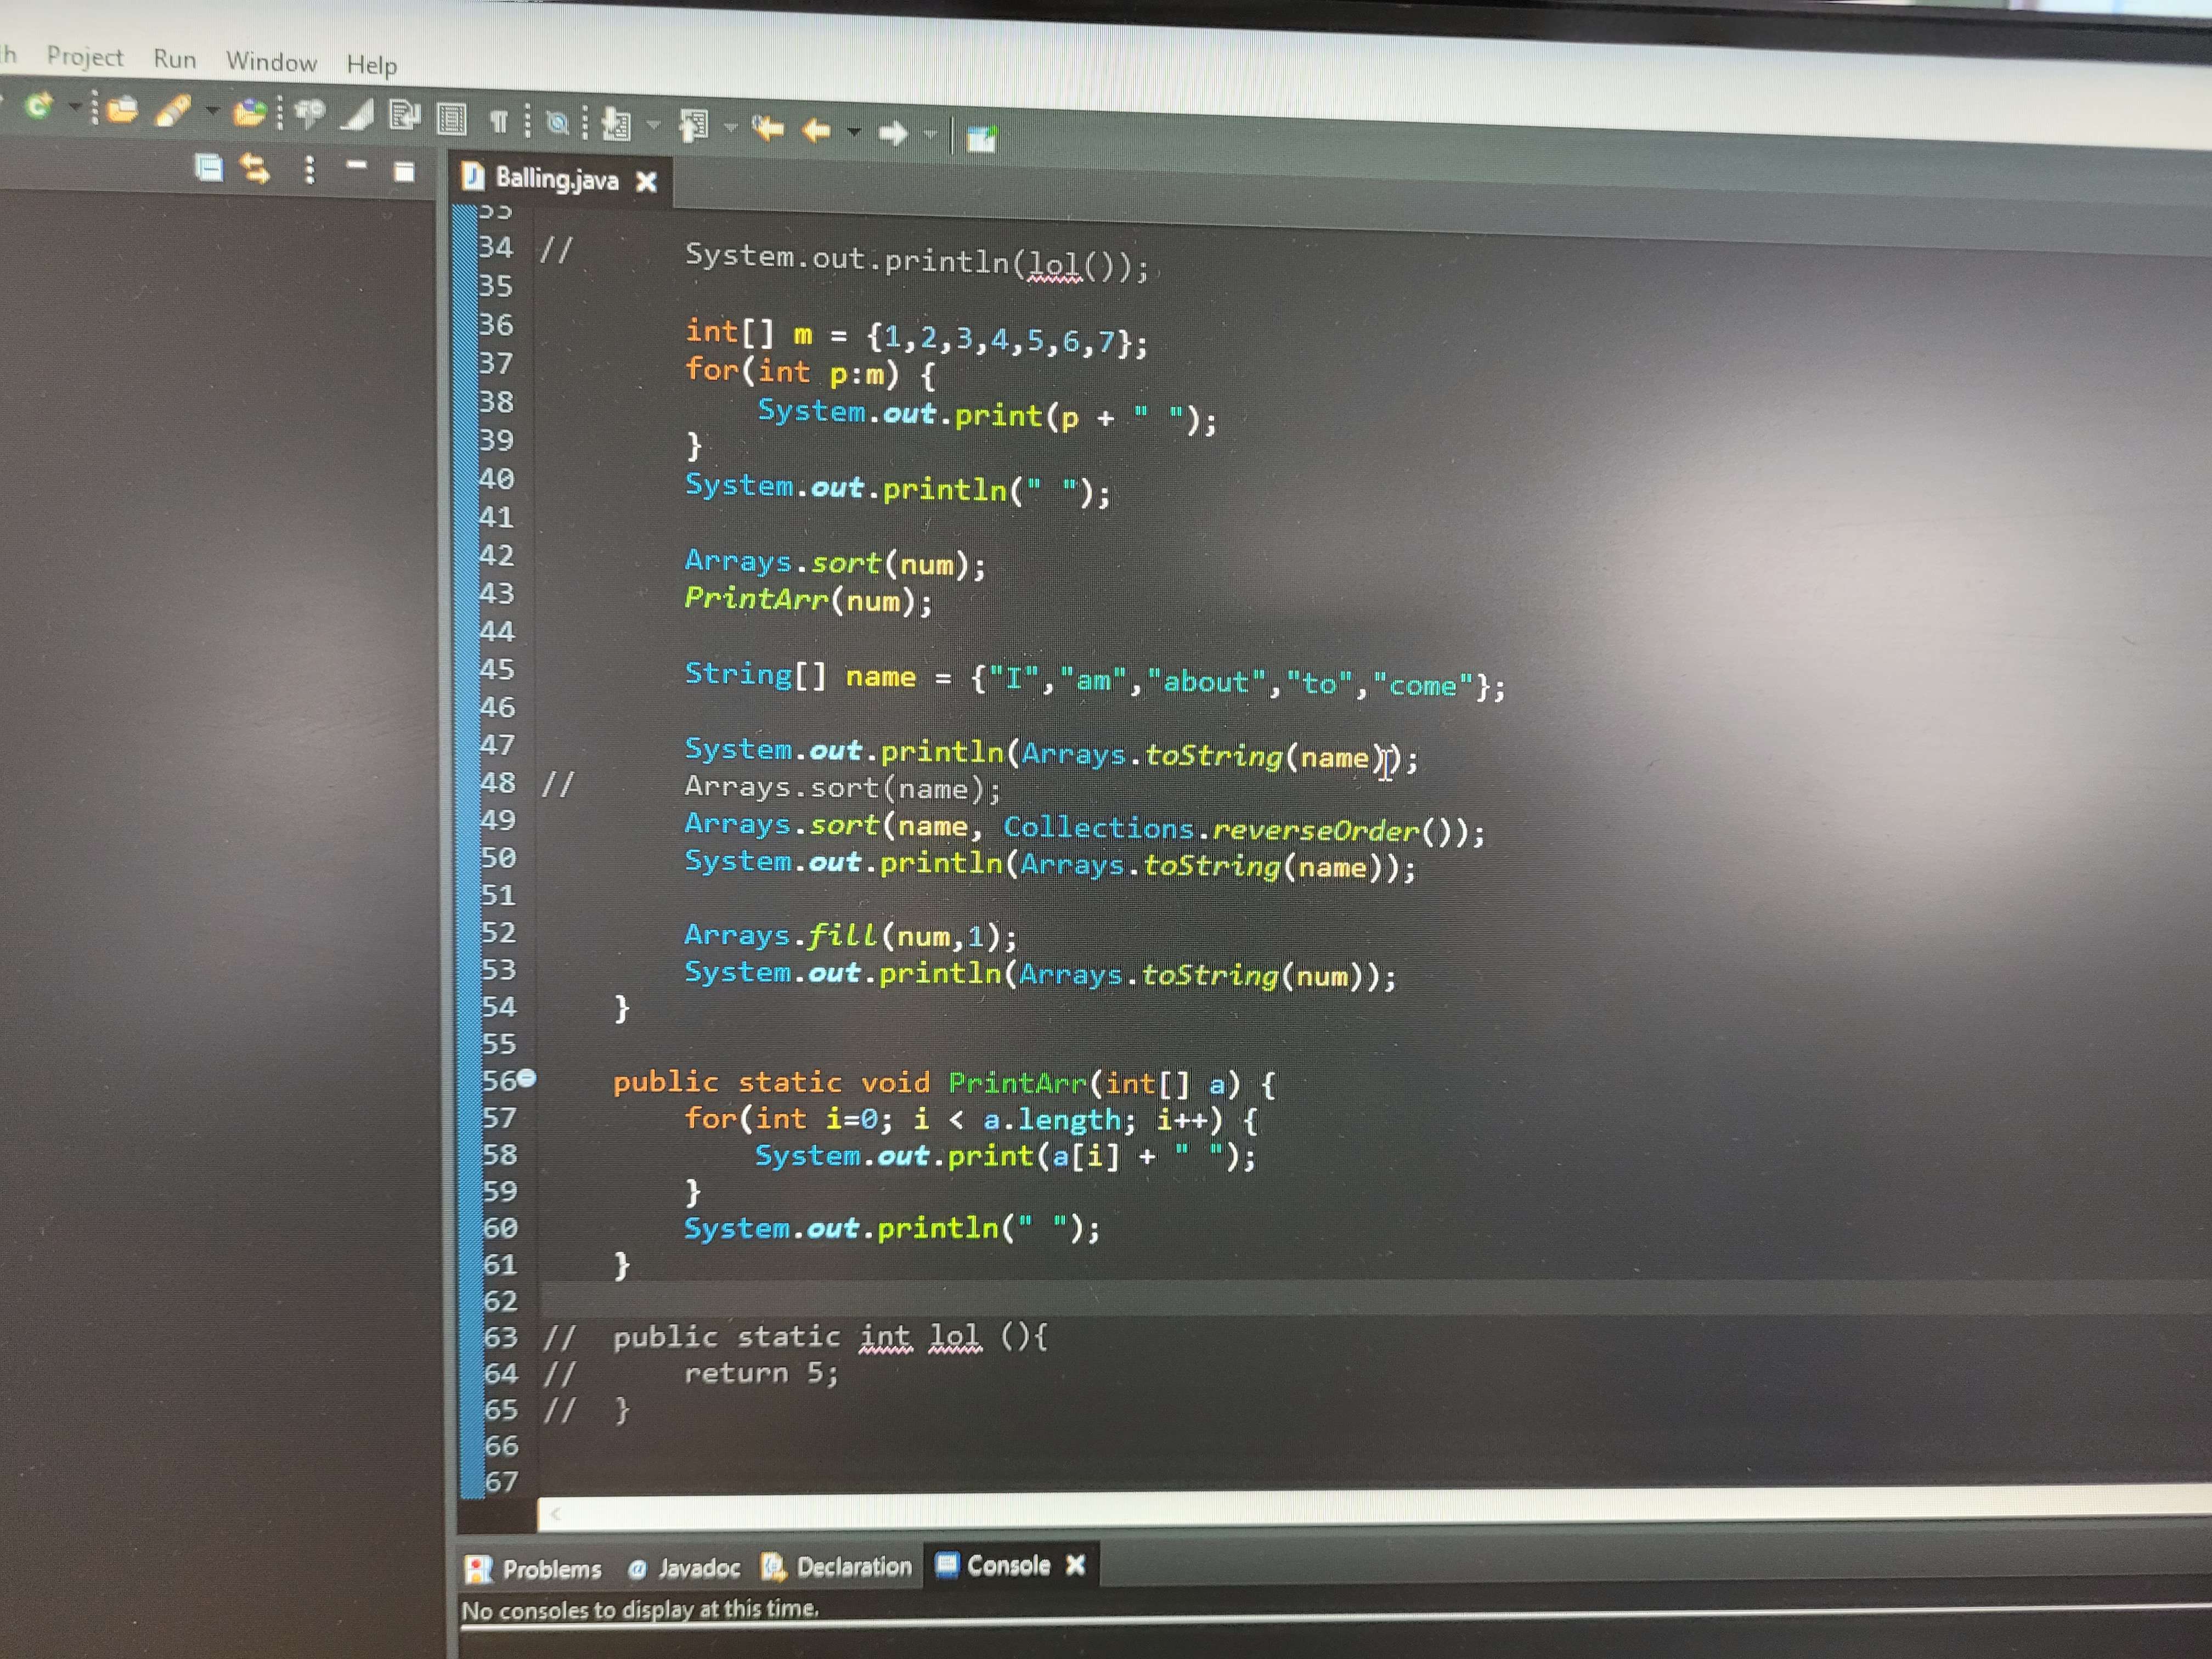 Project Run Window Help
Balling.java
34 // System.out.println(lol());
35
36 int[] m = {1,2,3,4,5,6,7};
37 for(int p:m) {
38 System.out.print(p + " ");
39 }
40 System.out.println(" ");
41
42 Arrays.sort(num);
43 PrintArr(num);
44
45 String[] name = {"I","am","about","to","come"};
46
47 System.out.println(Arrays.toString(name));
48 // Arrays.sort(name);
49 Arrays.sort(name, Collections.reverseOrder());
50 System.out.println(Arrays.toString(name));
51
52 Arrays.fill(num,1);
53 System.out.println(Arrays.toString(num));
54 }
55
56 public static void PrintArr(int[] a) {
57 for(int i=0; i < a.length; i++) {
58 System.out.print(a[i] + " ");
59 }
60 System.out.println(" ");
61 }
62
63 // public static int lol (){
64 // return 5;
65 // }
66
67
Problems Javadoc Declaration Console
No consoles to display at this time.